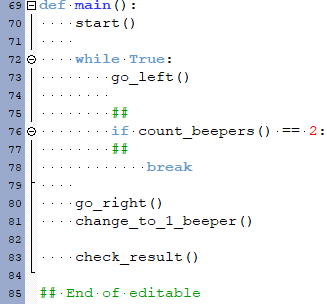 69 def main():
70 start()
71
72 while True:
73 go_left()
74
75 ##
76 if count_beepers() == 2:
77 ##
78 break
79
80 go_right()
81 change_to_1_beeper()
82
83 check_result()
84
85 ## End of editable